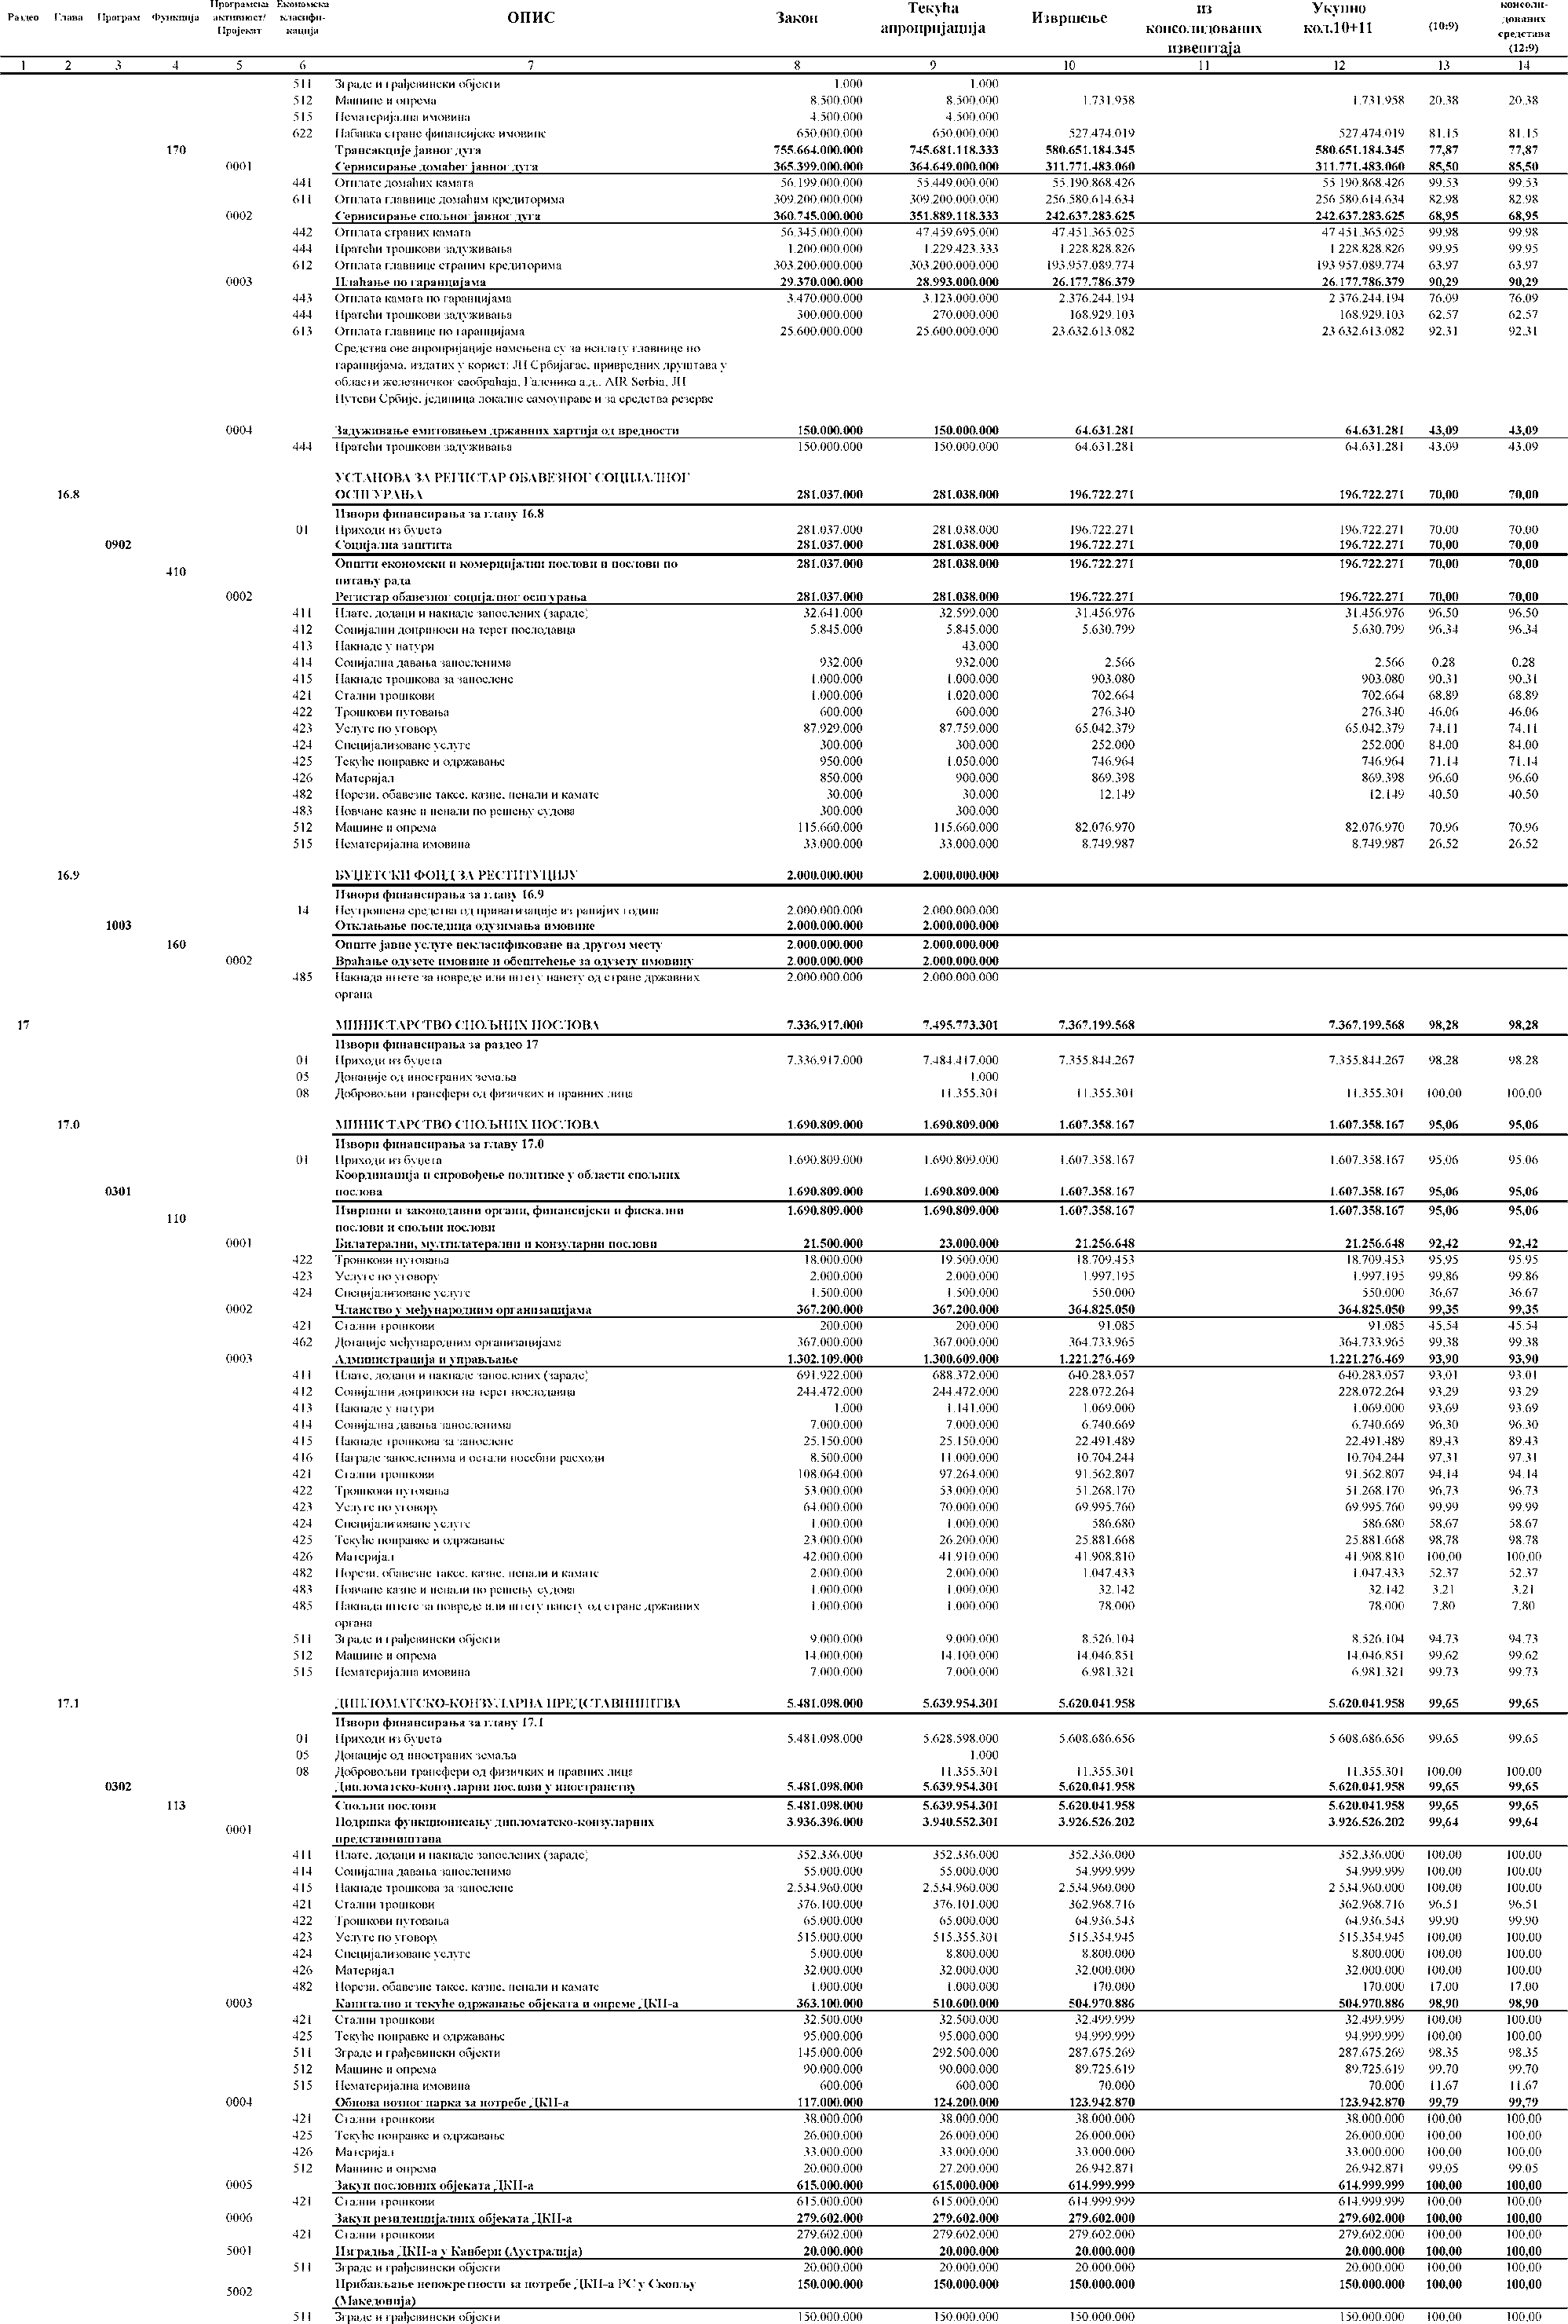 Раздео Глава Програм Функција Програмска активност/ Пројекат Економска класифи- кација ОПИС Закон Текућа апропријација Извршење из консолидованих извештаја Укупно кол.10+11 (10:9) консоли- дованих средстава (12:9)
1 2 3 4 5 6 7 8 9 10 11 12 13 14
511 Зграде и грађевински објекти 1.000 1.000
512 Машине и опрема 8.500.000 8.500.000 1.731.958 1.731.958 20,38 20,38
515 Нематеријална имовина 4.500.000 4.500.000
622 Набавка стране финансијске имовине 650.000.000 650.000.000 527.474.019 527.474.019 81,15 81,15
170 Трансакције јавног дуга 755.664.000.000 745.681.118.333 580.651.184.345 580.651.184.345 77,87 77,87
0001 Сервисирање домаћег јавног дуга 365.399.000.000 364.649.000.000 311.771.483.060 311.771.483.060 85,50 85,50
441 Отплате домаћих камата 56.199.000.000 55.449.000.000 55.190.868.426 55.190.868.426 99,53 99,53
611 Отплата главнице домаћим кредиторима 309.200.000.000 309.200.000.000 256.580.614.634 256.580.614.634 82,98 82,98
0002 Сервисирање спољног јавног дуга 360.745.000.000 351.889.118.333 242.637.283.625 242.637.283.625 68,95 68,95
442 Отплата страних камата 56.345.000.000 47.459.695.000 47.451.365.025 47.451.365.025 99,98 99,98
444 Пратећи трошкови задуживања 1.200.000.000 1.229.423.333 1.228.828.826 1.228.828.826 99,95 99,95
612 Отплата главнице страним кредиторима 303.200.000.000 303.200.000.000 193.957.089.774 193.957.089.774 63,97 63,97
0003 Плаћање по гаранцијама 29.370.000.000 28.993.000.000 26.177.786.379 26.177.786.379 90,29 90,29
443 Отплата камата по гаранцијама 3.470.000.000 3.123.000.000 2.376.244.194 2.376.244.194 76,09 76,09
444 Пратећи трошкови задуживања 300.000.000 270.000.000 168.929.103 168.929.103 62,57 62,57
613 Отплата главнице по гаранцијама 25.600.000.000 25.600.000.000 23.632.613.082 23.632.613.082 92,31 92,31
Средства ове апропријације намењена су за исплату главнице по
гаранцијама, издатих у корист: ЈП Србијагас, привредних друштава у
области железничког саобраћаја, Галеника а.д., AIR Serbia, ЈП
Путеви Србије, јединица локалне самоуправе и за средства резерве
0004 Задуживање емитовањем државних хартија од вредности 150.000.000 150.000.000 64.631.281 64.631.281 43,09 43,09
444 Пратећи трошкови задуживања 150.000.000 150.000.000 64.631.281 64.631.281 43,09 43,09
УСТАНОВА ЗА РЕГИСТАР ОБАВЕЗНОГ СОЦИЈАЛНОГ
16.8 ОСИГУРАЊА 281.037.000 281.038.000 196.722.271 196.722.271 70,00 70,00
Извори финансирања за главу 16.8
01 Приходи из буџета 281.037.000 281.038.000 196.722.271 196.722.271 70,00 70,00
0902 Социјална заштита 281.037.000 281.038.000 196.722.271 196.722.271 70,00 70,00
410 Општи економски и комерцијални послови и послови по 281.037.000 281.038.000 196.722.271 196.722.271 70,00 70,00
питању рада
0002 Регистар обавезног социјалног осигурања 281.037.000 281.038.000 196.722.271 196.722.271 70,00 70,00
411 Плате, додаци и накнаде запослених (зараде) 32.641.000 32.599.000 31.456.976 31.456.976 96,50 96,50
412 Социјални доприноси на терет послодавца 5.845.000 5.845.000 5.630.799 5.630.799 96,34 96,34
413 Накнаде у натури 43.000
414 Социјална давања запосленима 932.000 932.000 2.566 2.566 0,28 0,28
415 Накнаде трошкова за запослене 1.000.000 1.000.000 903.080 903.080 90,31 90,31
421 Стални трошкови 1.000.000 1.020.000 702.664 702.664 68,89 68,89
422 Трошкови путовања 600.000 600.000 276.340 276.340 46,06 46,06
423 Услуге по уговору 87.929.000 87.759.000 65.042.379 65.042.379 74,11 74,11
424 Специјализоване услуге 300.000 300.000 252.000 252.000 84,00 84,00
425 Текуће поправке и одржавање 950.000 1.050.000 746.964 746.964 71,14 71,14
426 Материјал 850.000 900.000 869.398 869.398 96,60 96,60
482 Порези, обавезне таксе, казне, пенали и камате 30.000 30.000 12.149 12.149 40,50 40,50
483 Новчане казне и пенали по решењу судова 300.000 300.000
512 Машине и опрема 115.660.000 115.660.000 82.076.970 82.076.970 70,96 70,96
515 Нематеријална имовина 33.000.000 33.000.000 8.749.987 8.749.987 26,52 26,52
16.9 БУЏЕТСКИ ФОНД ЗА РЕСТИТУЦИЈУ 2.000.000.000 2.000.000.000
Извори финансирања за главу 16.9
14 Неутрошена средства од приватизације из ранијих година 2.000.000.000 2.000.000.000
1003 Отклањање последица одузимања имовине 2.000.000.000 2.000.000.000
160 Опште јавне услуге некласификоване на другом месту 2.000.000.000 2.000.000.000
0002 Враћање одузете имовине и обештећење за одузету имовину 2.000.000.000 2.000.000.000
485 Накнада штете за повреде или штету нанету од стране државних 2.000.000.000 2.000.000.000
органа
17 МИНИСТАРСТВО СПОЉНИХ ПОСЛОВА 7.336.917.000 7.495.773.301 7.367.199.568 7.367.199.568 98,28 98,28
Извори финансирања за раздео 17
01 Приходи из буџета 7.336.917.000 7.484.417.000 7.355.844.267 7.355.844.267 98,28 98,28
05 Донације од иностраних земаља 1.000
08 Добровољни трансфери од физичких и правних лица 11.355.301 11.355.301 11.355.301 100,00 100,00
17.0 МИНИСТАРСТВО СПОЉНИХ ПОСЛОВА 1.690.809.000 1.690.809.000 1.607.358.167 1.607.358.167 95,06 95,06
Извори финансирања за главу 17.0
01 Приходи из буџета 1.690.809.000 1.690.809.000 1.607.358.167 1.607.358.167 95,06 95,06
Координација и спровођење политике у области спољних
0301 послова 1.690.809.000 1.690.809.000 1.607.358.167 1.607.358.167 95,06 95,06
110 Извршни и законодавни органи, финансијски и фискални 1.690.809.000 1.690.809.000 1.607.358.167 1.607.358.167 95,06 95,06
послови и спољни послови
0001 Билатерални, мултилатерални и конзуларни послови 21.500.000 23.000.000 21.256.648 21.256.648 92,42 92,42
422 Трошкови путовања 18.000.000 19.500.000 18.709.453 18.709.453 95,95 95,95
423 Услуге по уговору 2.000.000 2.000.000 1.997.195 1.997.195 99,86 99,86
424 Специјализоване услуге 1.500.000 1.500.000 550.000 550.000 36,67 36,67
0002 Чланство у међународним организацијама 367.200.000 367.200.000 364.825.050 364.825.050 99,35 99,35
421 Стални трошкови 200.000 200.000 91.085 91.085 45,54 45,54
462 Дотације међународним организацијама 367.000.000 367.000.000 364.733.965 364.733.965 99,38 99,38
0003 Администрација и управљање 1.302.109.000 1.300.609.000 1.221.276.469 1.221.276.469 93,90 93,90
411 Плате, додаци и накнаде запослених (зараде) 691.922.000 688.372.000 640.283.057 640.283.057 93,01 93,01
412 Социјални доприноси на терет послодавца 244.472.000 244.472.000 228.072.264 228.072.264 93,29 93,29
413 Накнаде у натури 1.000 1.141.000 1.069.000 1.069.000 93,69 93,69
414 Социјална давања запосленима 7.000.000 7.000.000 6.740.669 6.740.669 96,30 96,30
415 Накнаде трошкова за запослене 25.150.000 25.150.000 22.491.489 22.491.489 89,43 89,43
416 Награде запосленима и остали посебни расходи 8.500.000 11.000.000 10.704.244 10.704.244 97,31 97,31
421 Стални трошкови 108.064.000 97.264.000 91.562.807 91.562.807 94,14 94,14
422 Трошкови путовања 53.000.000 53.000.000 51.268.170 51.268.170 96,73 96,73
423 Услуге по уговору 64.000.000 70.000.000 69.995.760 69.995.760 99,99 99,99
424 Специјализоване услуге 1.000.000 1.000.000 586.680 586.680 58,67 58,67
425 Текуће поправке и одржавање 23.000.000 26.200.000 25.881.668 25.881.668 98,78 98,78
426 Материјал 42.000.000 41.910.000 41.908.810 41.908.810 100,00 100,00
482 Порези, обавезне таксе, казне, пенали и камате 2.000.000 2.000.000 1.047.433 1.047.433 52,37 52,37
483 Новчане казне и пенали по решењу судова 1.000.000 1.000.000 32.142 32.142 3,21 3,21
485 Накнада штете за повреде или штету нанету од стране државних 1.000.000 1.000.000 78.000 78.000 7,80 7,80
органа
511 Зграде и грађевински објекти 9.000.000 9.000.000 8.526.104 8.526.104 94,73 94,73
512 Машине и опрема 14.000.000 14.100.000 14.046.851 14.046.851 99,62 99,62
515 Нематеријална имовина 7.000.000 7.000.000 6.981.321 6.981.321 99,73 99,73
17.1 ДИПЛОМАТСКО-КОНЗУЛАРНА ПРЕДСТАВНИШТВА 5.481.098.000 5.639.954.301 5.620.041.958 5.620.041.958 99,65 99,65
Извори финансирања за главу 17.1
01 Приходи из буџета 5.481.098.000 5.628.598.000 5.608.686.656 5.608.686.656 99,65 99,65
05 Донације од иностраних земаља 1.000
08 Добровољни трансфери од физичких и правних лица 11.355.301 11.355.301 11.355.301 100,00 100,00
0302 Дипломатско-конзуларни послови у иностранству 5.481.098.000 5.639.954.301 5.620.041.958 5.620.041.958 99,65 99,65
113 Спољни послови 5.481.098.000 5.639.954.301 5.620.041.958 5.620.041.958 99,65 99,65
0001 Подршка функционисању дипломатско-конзуларних 3.936.396.000 3.940.552.301 3.926.526.202 3.926.526.202 99,64 99,64
представништава
411 Плате, додаци и накнаде запослених (зараде) 352.336.000 352.336.000 352.336.000 352.336.000 100,00 100,00
414 Социјална давања запосленима 55.000.000 55.000.000 54.999.999 54.999.999 100,00 100,00
415 Накнаде трошкова за запослене 2.534.960.000 2.534.960.000 2.534.960.000 2.534.960.000 100,00 100,00
421 Стални трошкови 376.100.000 376.101.000 362.968.716 362.968.716 96,51 96,51
422 Трошкови путовања 65.000.000 65.000.000 64.936.543 64.936.543 99,90 99,90
423 Услуге по уговору 515.000.000 515.355.301 515.354.945 515.354.945 100,00 100,00
424 Специјализоване услуге 5.000.000 8.800.000 8.800.000 8.800.000 100,00 100,00
426 Материјал 32.000.000 32.000.000 32.000.000 32.000.000 100,00 100,00
482 Порези, обавезне таксе, казне, пенали и камате 1.000.000 1.000.000 170.000 170.000 17,00 17,00
0003 Капитално и текуће одржавање објеката и опреме ДКП-а 363.100.000 510.600.000 504.970.886 504.970.886 98,90 98,90
421 Стални трошкови 32.500.000 32.500.000 32.499.999 32.499.999 100,00 100,00
425 Текуће поправке и одржавање 95.000.000 95.000.000 94.999.999 94.999.999 100,00 100,00
511 Зграде и грађевински објекти 145.000.000 292.500.000 287.675.269 287.675.269 98,35 98,35
512 Машине и опрема 90.000.000 90.000.000 89.725.619 89.725.619 99,70 99,70
515 Нематеријална имовина 600.000 600.000 70.000 70.000 11,67 11,67
0004 Обнова возног парка за потребе ДКП-а 117.000.000 124.200.000 123.942.870 123.942.870 99,79 99,79
421 Стални трошкови 38.000.000 38.000.000 38.000.000 38.000.000 100,00 100,00
425 Текуће поправке и одржавање 26.000.000 26.000.000 26.000.000 26.000.000 100,00 100,00
426 Материјал 33.000.000 33.000.000 33.000.000 33.000.000 100,00 100,00
512 Машине и опрема 20.000.000 27.200.000 26.942.871 26.942.871 99,05 99,05
0005 Закуп пословних објеката ДКП-а 615.000.000 615.000.000 614.999.999 614.999.999 100,00 100,00
421 Стални трошкови 615.000.000 615.000.000 614.999.999 614.999.999 100,00 100,00
0006 Закуп резиденцијалних објеката ДКП-а 279.602.000 279.602.000 279.602.000 279.602.000 100,00 100,00
421 Стални трошкови 279.602.000 279.602.000 279.602.000 279.602.000 100,00 100,00
5001 Изградња ДКП-а у Канбери (Аустралија) 20.000.000 20.000.000 20.000.000 20.000.000 100,00 100,00
511 Зграде и грађевински објекти 20.000.000 20.000.000 20.000.000 20.000.000 100,00 100,00
5002 Прибављање непокретности за потребе ДКП-а РС у Скопљу 150.000.000 150.000.000 150.000.000 150.000.000 100,00 100,00
(Македонија)
511 Зграде и грађевински објекти 150.000.000 150.000.000 150.000.000 150.000.000 100,00 100,00